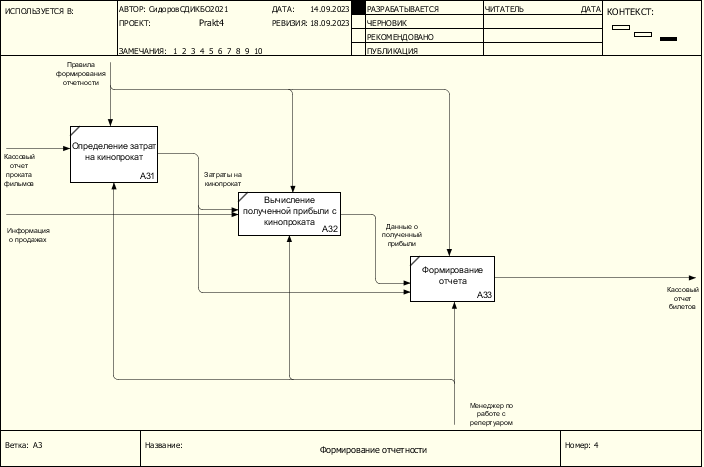 ИСПОЛЬЗУЕТСЯ В:
АВТОР: СидоровСДИКБО2021
ДАТА: 14.09.2023
РАЗРАБАТЫВАЕТСЯ
ЧИТАТЕЛЬ
ДАТА
КОНТЕКСТ:
ПРОЕКТ: Prakt4
РЕВИЗИЯ: 18.09.2023
ЧЕРНОВИК
РЕКОМЕНДОВАНО
ЗАМЕЧАНИЯ: 1 2 3 4 5 6 7 8 9 10
ПУБЛИКАЦИЯ
Правила
формирования
отчетности
Определение затрат
на кинопрокат
A31
Кассовый
отчет
проката
фильмов
Затраты на
кинопрокат
Вычисление
полученной прибыли с
кинопроката
A32
Информация
о продажах
Данные о
полученный
прибыли
Формирование
отчета
A33
Кассовый
отчет
билетов
Менеджер по
работе с
репертуаром
Ветка: A3
Название:
Формирование отчетности
Номер: 4